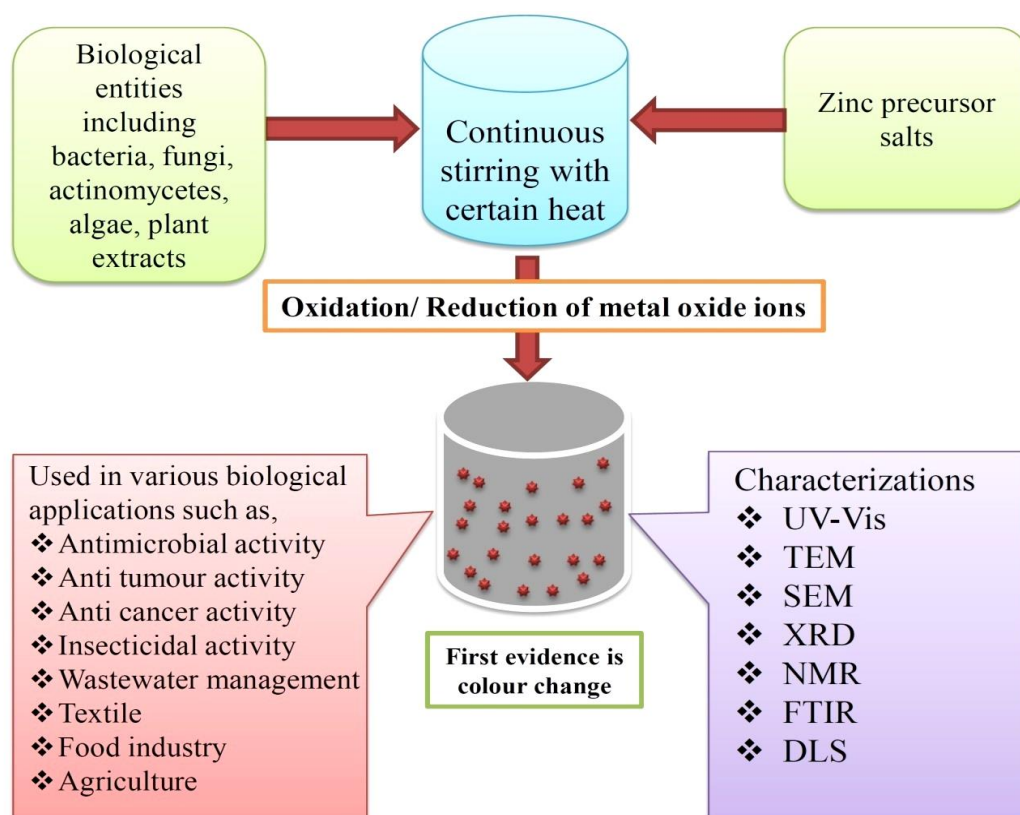 Biological
entities
including
bacteria, fungi,
actinomycetes,
algae, plant
extracts
Continuous
stirring with
certain heat
Zinc precursor
salts
Oxidation/ Reduction of metal oxide ions
Used in various biological
applications such as,
❖ Antimicrobial activity
❖ Anti tumour activity
❖ Anti cancer activity
❖ Insecticidal activity
❖ Wastewater management
❖ Textile
❖ Food industry
❖ Agriculture
First evidence is
colour change
Characterizations
❖ UV-Vis
❖ TEM
❖ SEM
❖ XRD
❖ NMR
❖ FTIR
❖ DLS